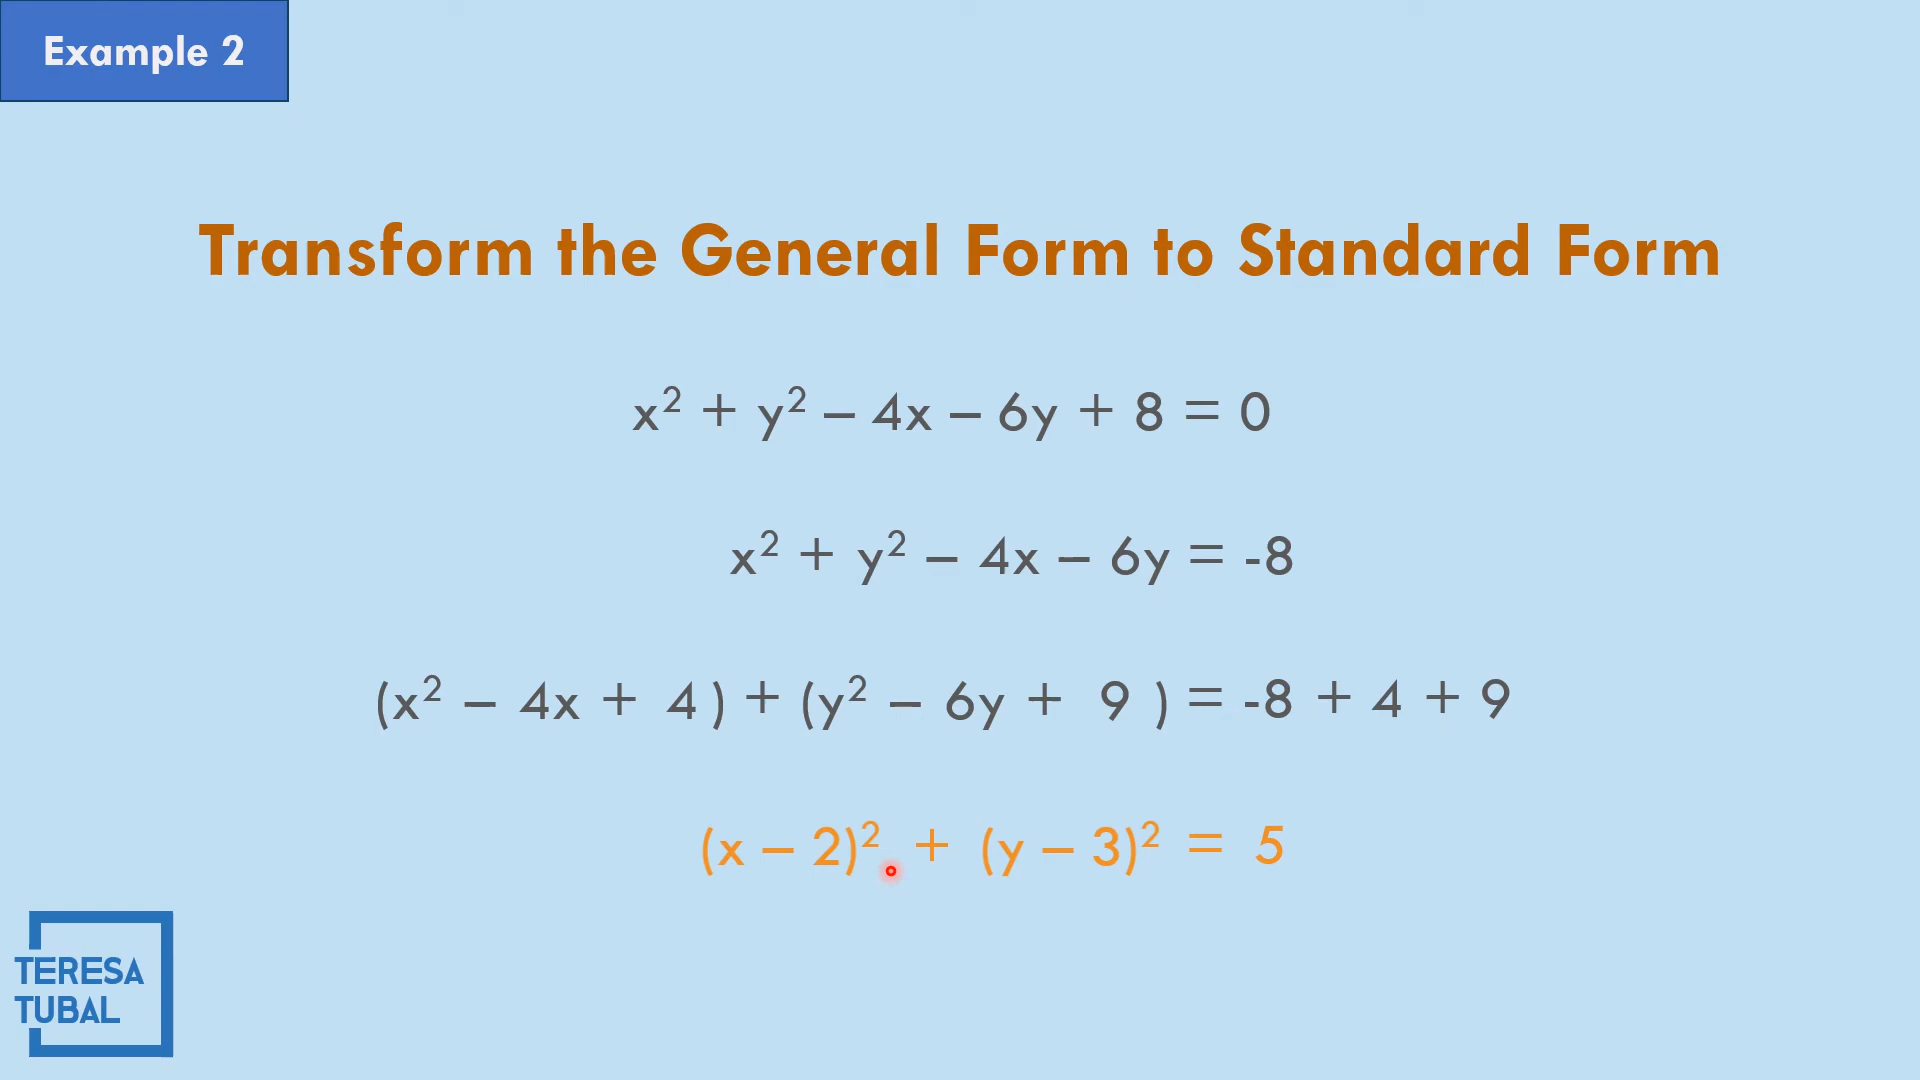 Example 2
Transform the General Form to Standard Form
x² + y² – 4x – 6y + 8 = 0
x² + y² – 4x – 6y = -8
(x² – 4x + 4 ) + (y² – 6y + 9 ) = -8 + 4 + 9
(x – 2)² + (y – 3)² = 5
TERESA
TUBAL